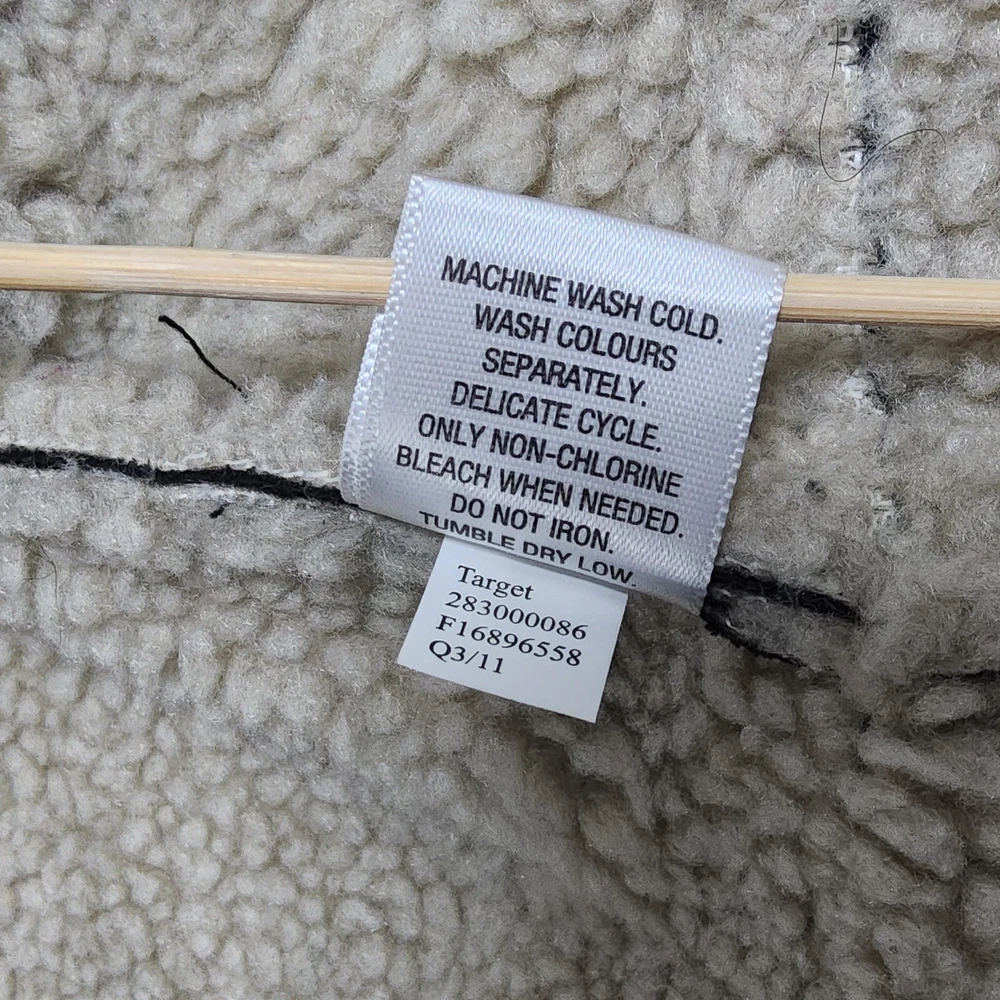 MACHINE WASH COLD.
WASH COLOURS
SEPARATELY.
DELICATE CYCLE.
ONLY NON-CHLORINE
BLEACH WHEN NEEDED.
DO NOT IRON.
TUMBLE DRY LOW.
Target
283000086
F16896558
Q3/11